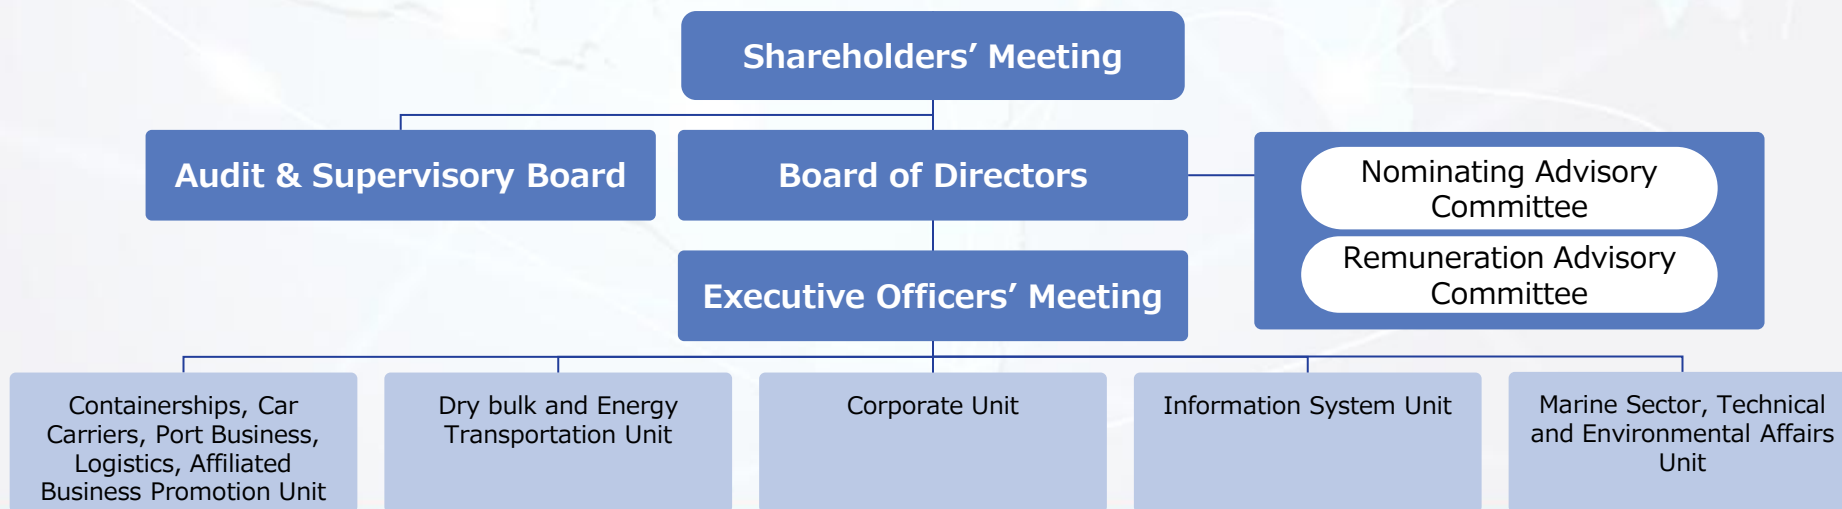 Shareholders’ Meeting
Audit & Supervisory Board
Board of Directors
Nominating Advisory
Committee
Remuneration Advisory
Committee
Executive Officers’ Meeting
Containerships, Car
Carriers, Port Business,
Logistics, Affiliated
Business Promotion Unit
Dry bulk and Energy
Transportation Unit
Corporate Unit
Information System Unit
Marine Sector, Technical
and Environmental Affairs
Unit